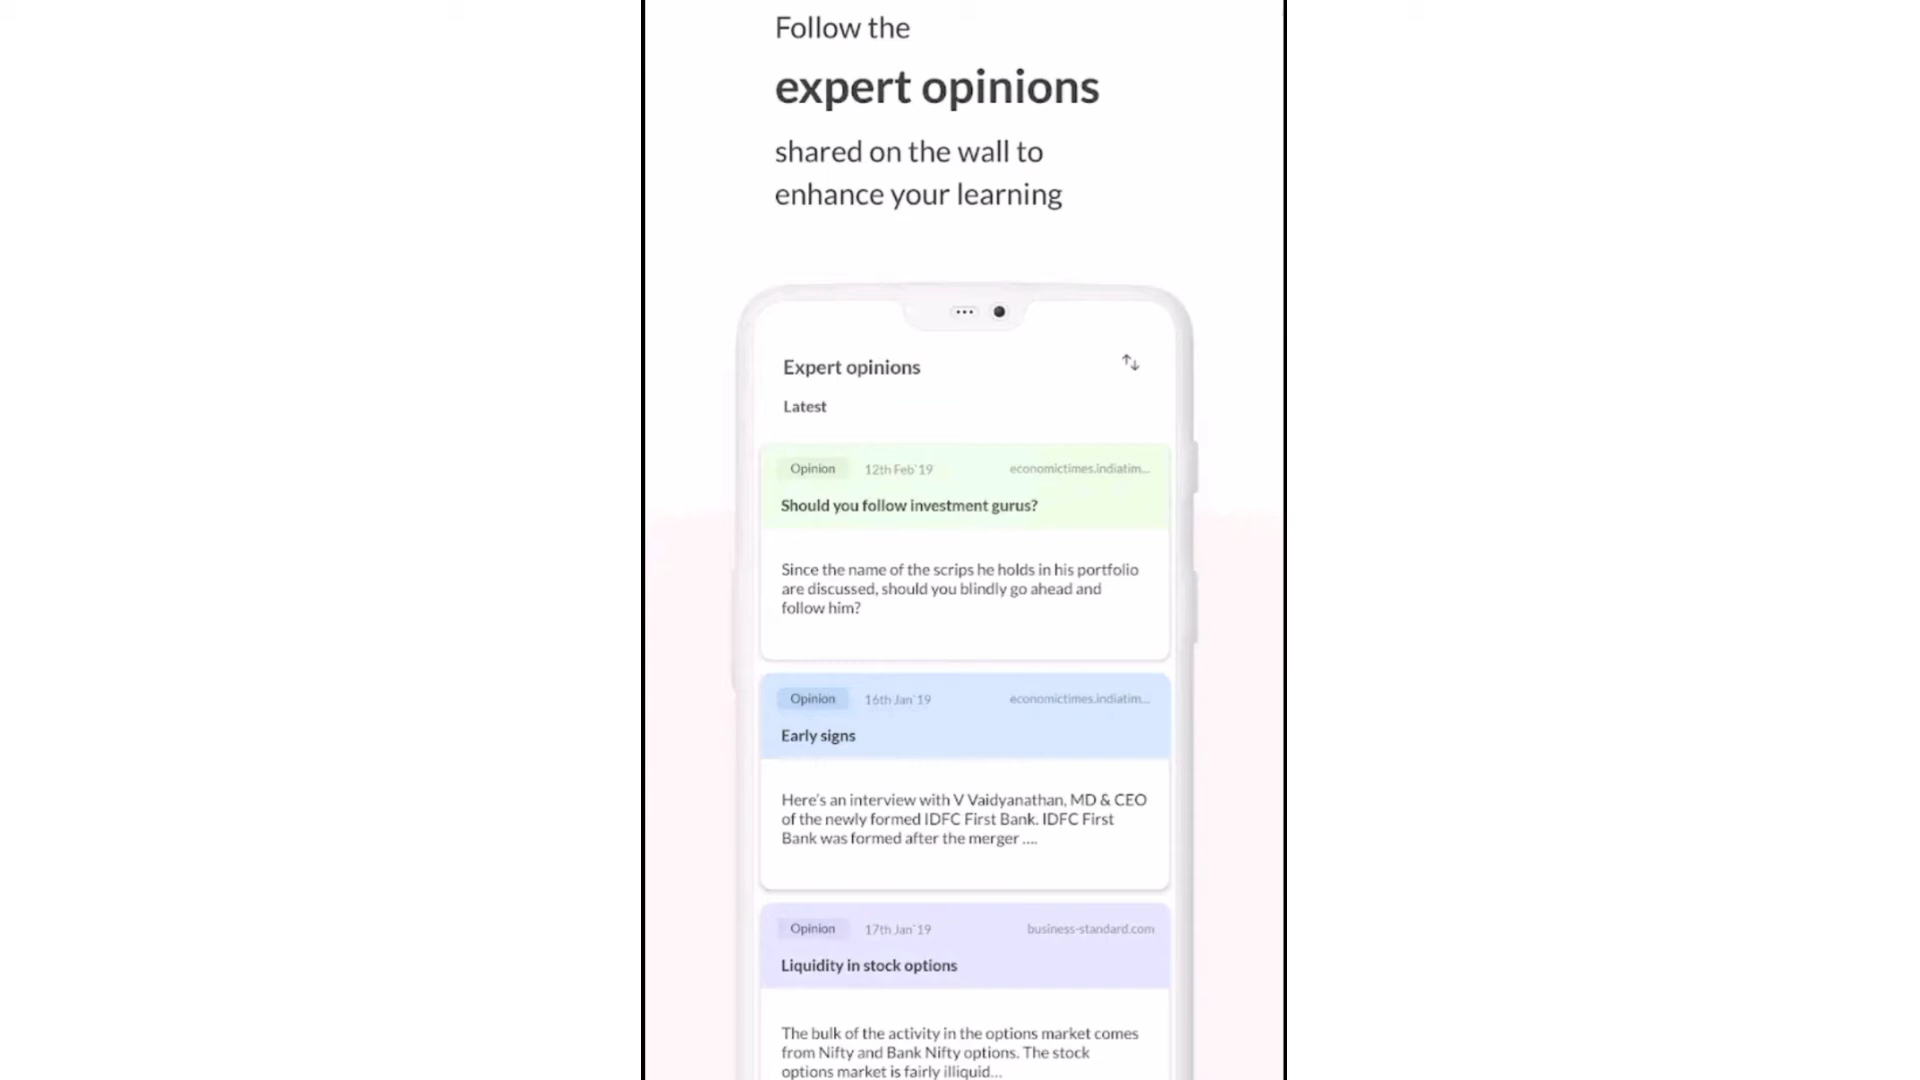 Follow the
expert opinions
shared on the wall to
enhance your learning
Expert opinions
Latest
Opinion 12th Feb'19 economictimes.indiatim...
Should you follow investment gurus?
Since the name of the scrips he holds in his portfolio
are discussed, should you blindly go ahead and
follow him?
Opinion 16th Jan'19 economictimes.indiatim...
Early signs
Here's an interview with V Vaidyanathan, MD & CEO
of the newly formed IDFC First Bank. IDFC First
Bank was formed after the merger ....
Opinion 17th Jan'19 business-standard.com
Liquidity in stock options
The bulk of the activity in the options market comes
from Nifty and Bank Nifty options. The stock
options market is fairly illiquid...